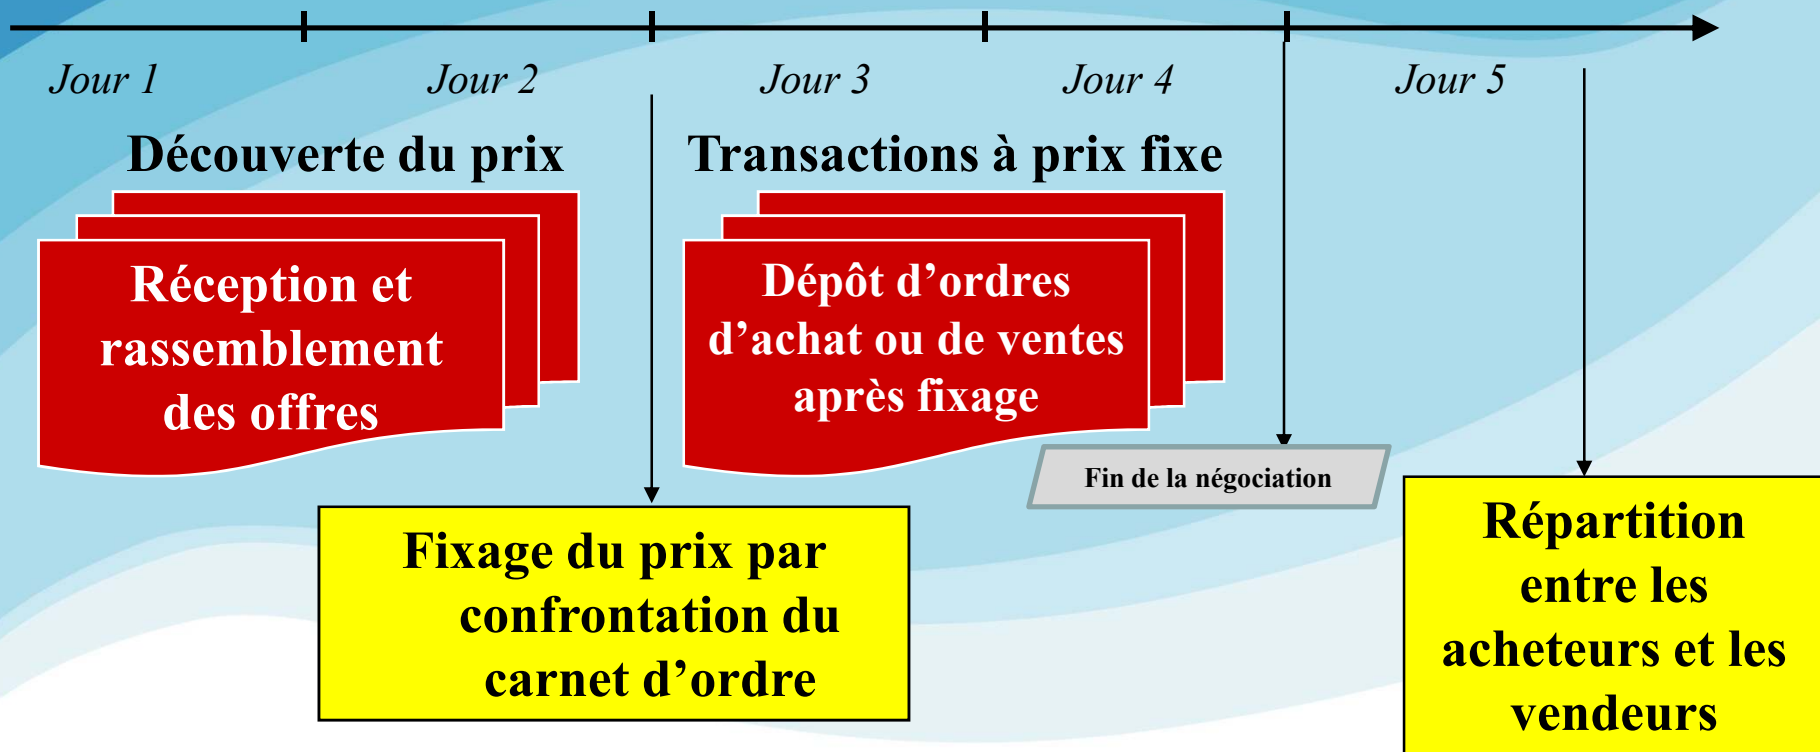 Jour 1
Jour 2
Jour 3
Jour 4
Jour 5
Découverte du prix
Transactions à prix fixe
Réception et
rassemblement
des offres
Dépôt d’ordres
d’achat ou de ventes
après fixage
Fin de la négociation
Fixage du prix par
confrontation du
carnet d’ordre
Répartition
entre les
acheteurs et les
vendeurs